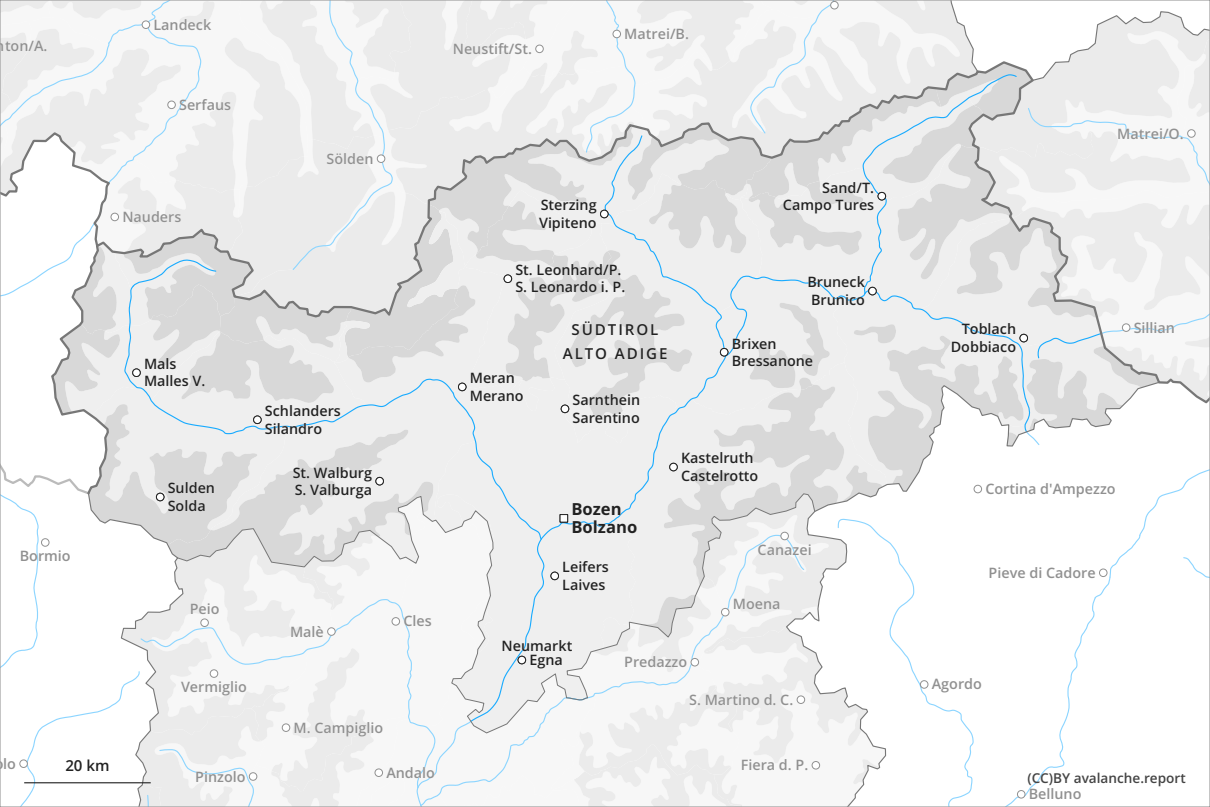 Landeck
Matrei/B.
Neustift/St.
nton/A.
Serfaus
Matrei/O.
Sölden
Sand/T.
Campo Tures
Sterzing
Vipiteno
Nauders
St. Leonhard/P.
S. Leonardo i. P.
Bruneck
Brunico
SÜDTIROL
ALTO ADIGE
Toblach
Dobbiaco
Sillian
Brixen
Bressanone
Mals
Malles V.
Meran
Merano
Sarnthein
Sarentino
Schlanders
Silandro
Kastelruth
Castelrotto
St. Walburg
S. Valburga
Sulden
Solda
Cortina d'Ampezzo
Bozen
Bolzano
Bormio
Canazei
Leifers
Laives
Pieve di Cadore
Peio
Moena
Malè
Cles
Neumarkt
Egna
Predazzo
Vermiglio
Agordo
S. Martino d. C.
M. Campiglio
olo
20 km
Pinzolo
Andalo
Fiera d. P.
(CC)BY avalanche.report
Belluno